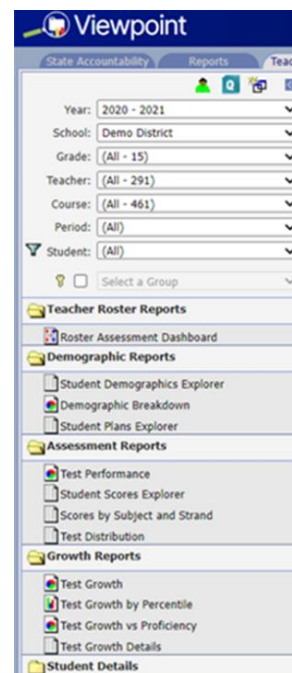 Viewpoint
State Accountability Reports Teac
Year: 2020 - 2021
School: Demo District
Grade: (All - 15)
Teacher: (All - 291)
Course: (All - 461)
Period: (All)
Student: (All)
Select a Group
Teacher Roster Reports
Roster Assessment Dashboard
Demographic Reports
Student Demographics Explorer
Demographic Breakdown
Student Plans Explorer
Assessment Reports
Test Performance
Student Scores Explorer
Scores by Subject and Strand
Test Distribution
Growth Reports
Test Growth
Test Growth by Percentile
Test Growth vs Proficiency
Test Growth Details
Student Details